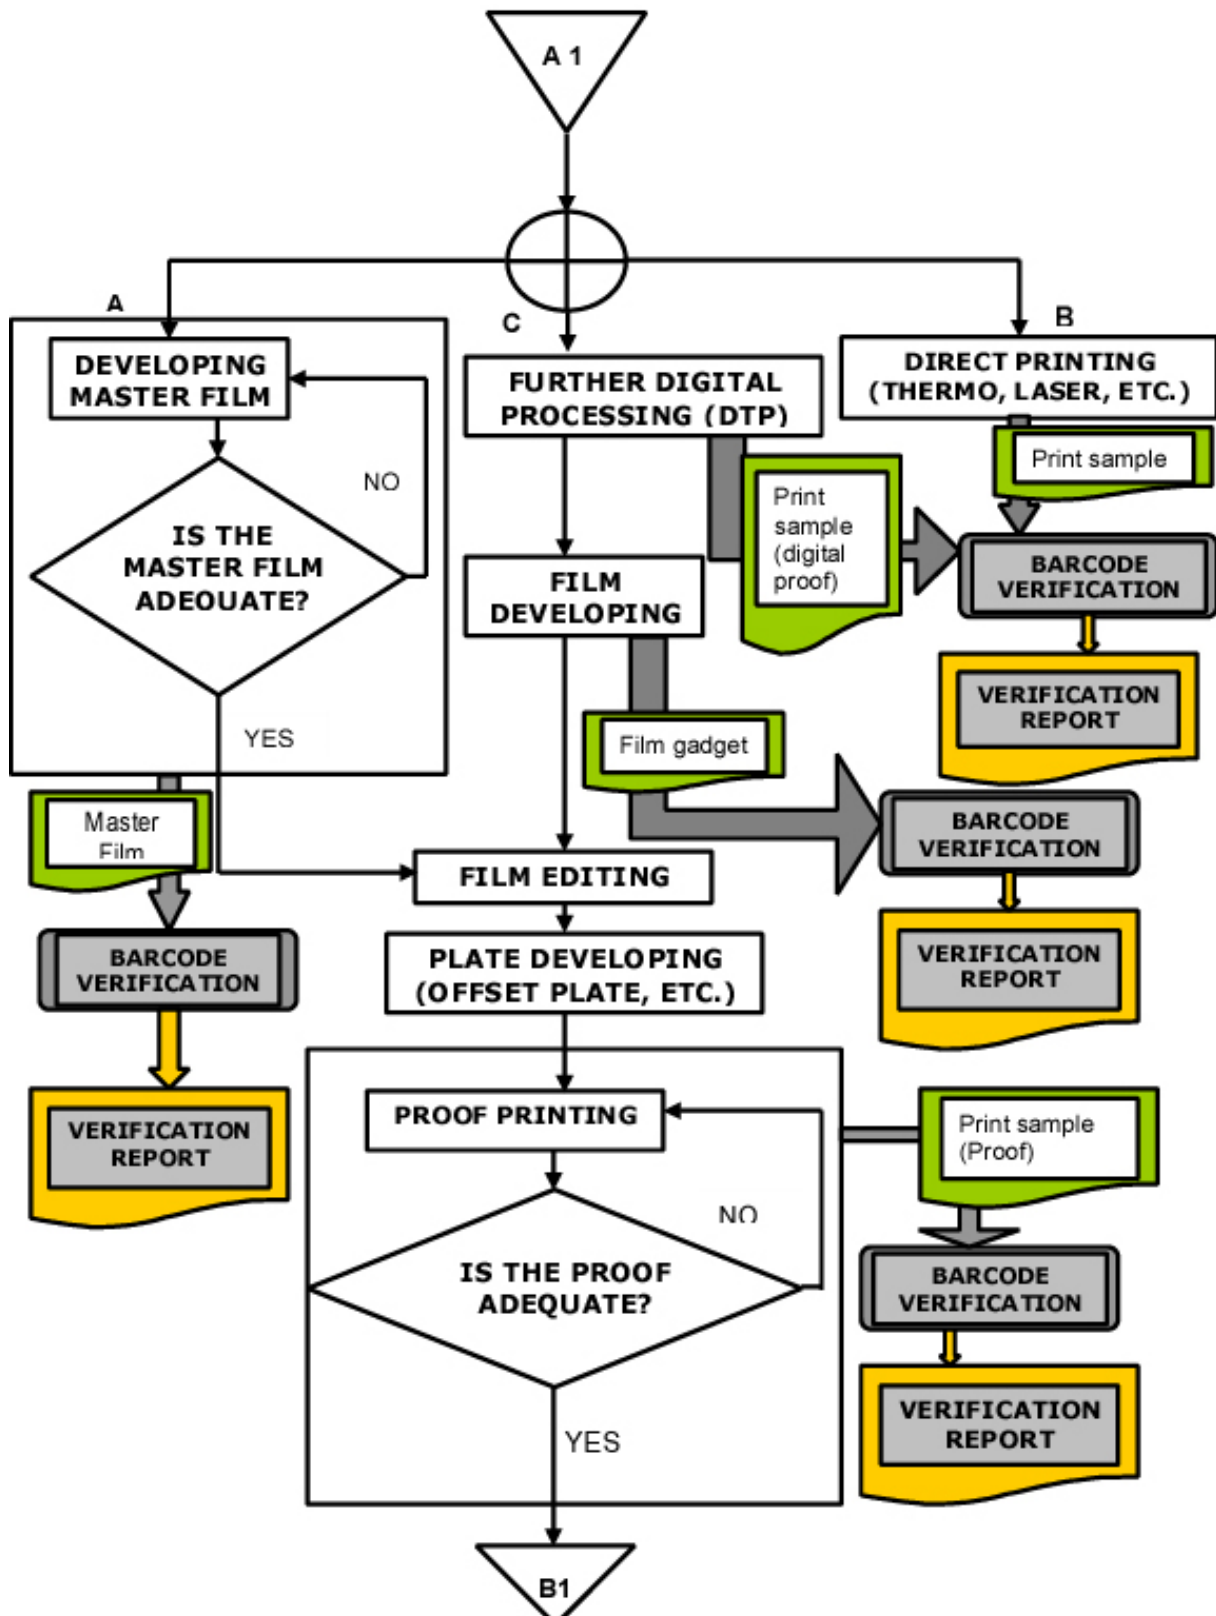 A 1
A
C
B
DEVELOPING
MASTER FILM
NO
IS THE
MASTER FILM
ADEOUATE?
YES
Master
Film
BARCODE
VERIFICATION
VERIFICATION
REPORT
FURTHER DIGITAL
PROCESSING (DTP)
Print
sample
(digital
proof)
DIRECT PRINTING
(THERMO, LASER, ETC.)
Print sample
BARCODE
VERIFICATION
VERIFICATION
REPORT
FILM
DEVELOPING
Film gadget
BARCODE
VERIFICATION
VERIFICATION
REPORT
FILM EDITING
PLATE DEVELOPING
(OFFSET PLATE, ETC.)
PROOF PRINTING
NO
IS THE PROOF
ADEQUATE?
YES
Print sample
(Proof)
BARCODE
VERIFICATION
VERIFICATION
REPORT
B1